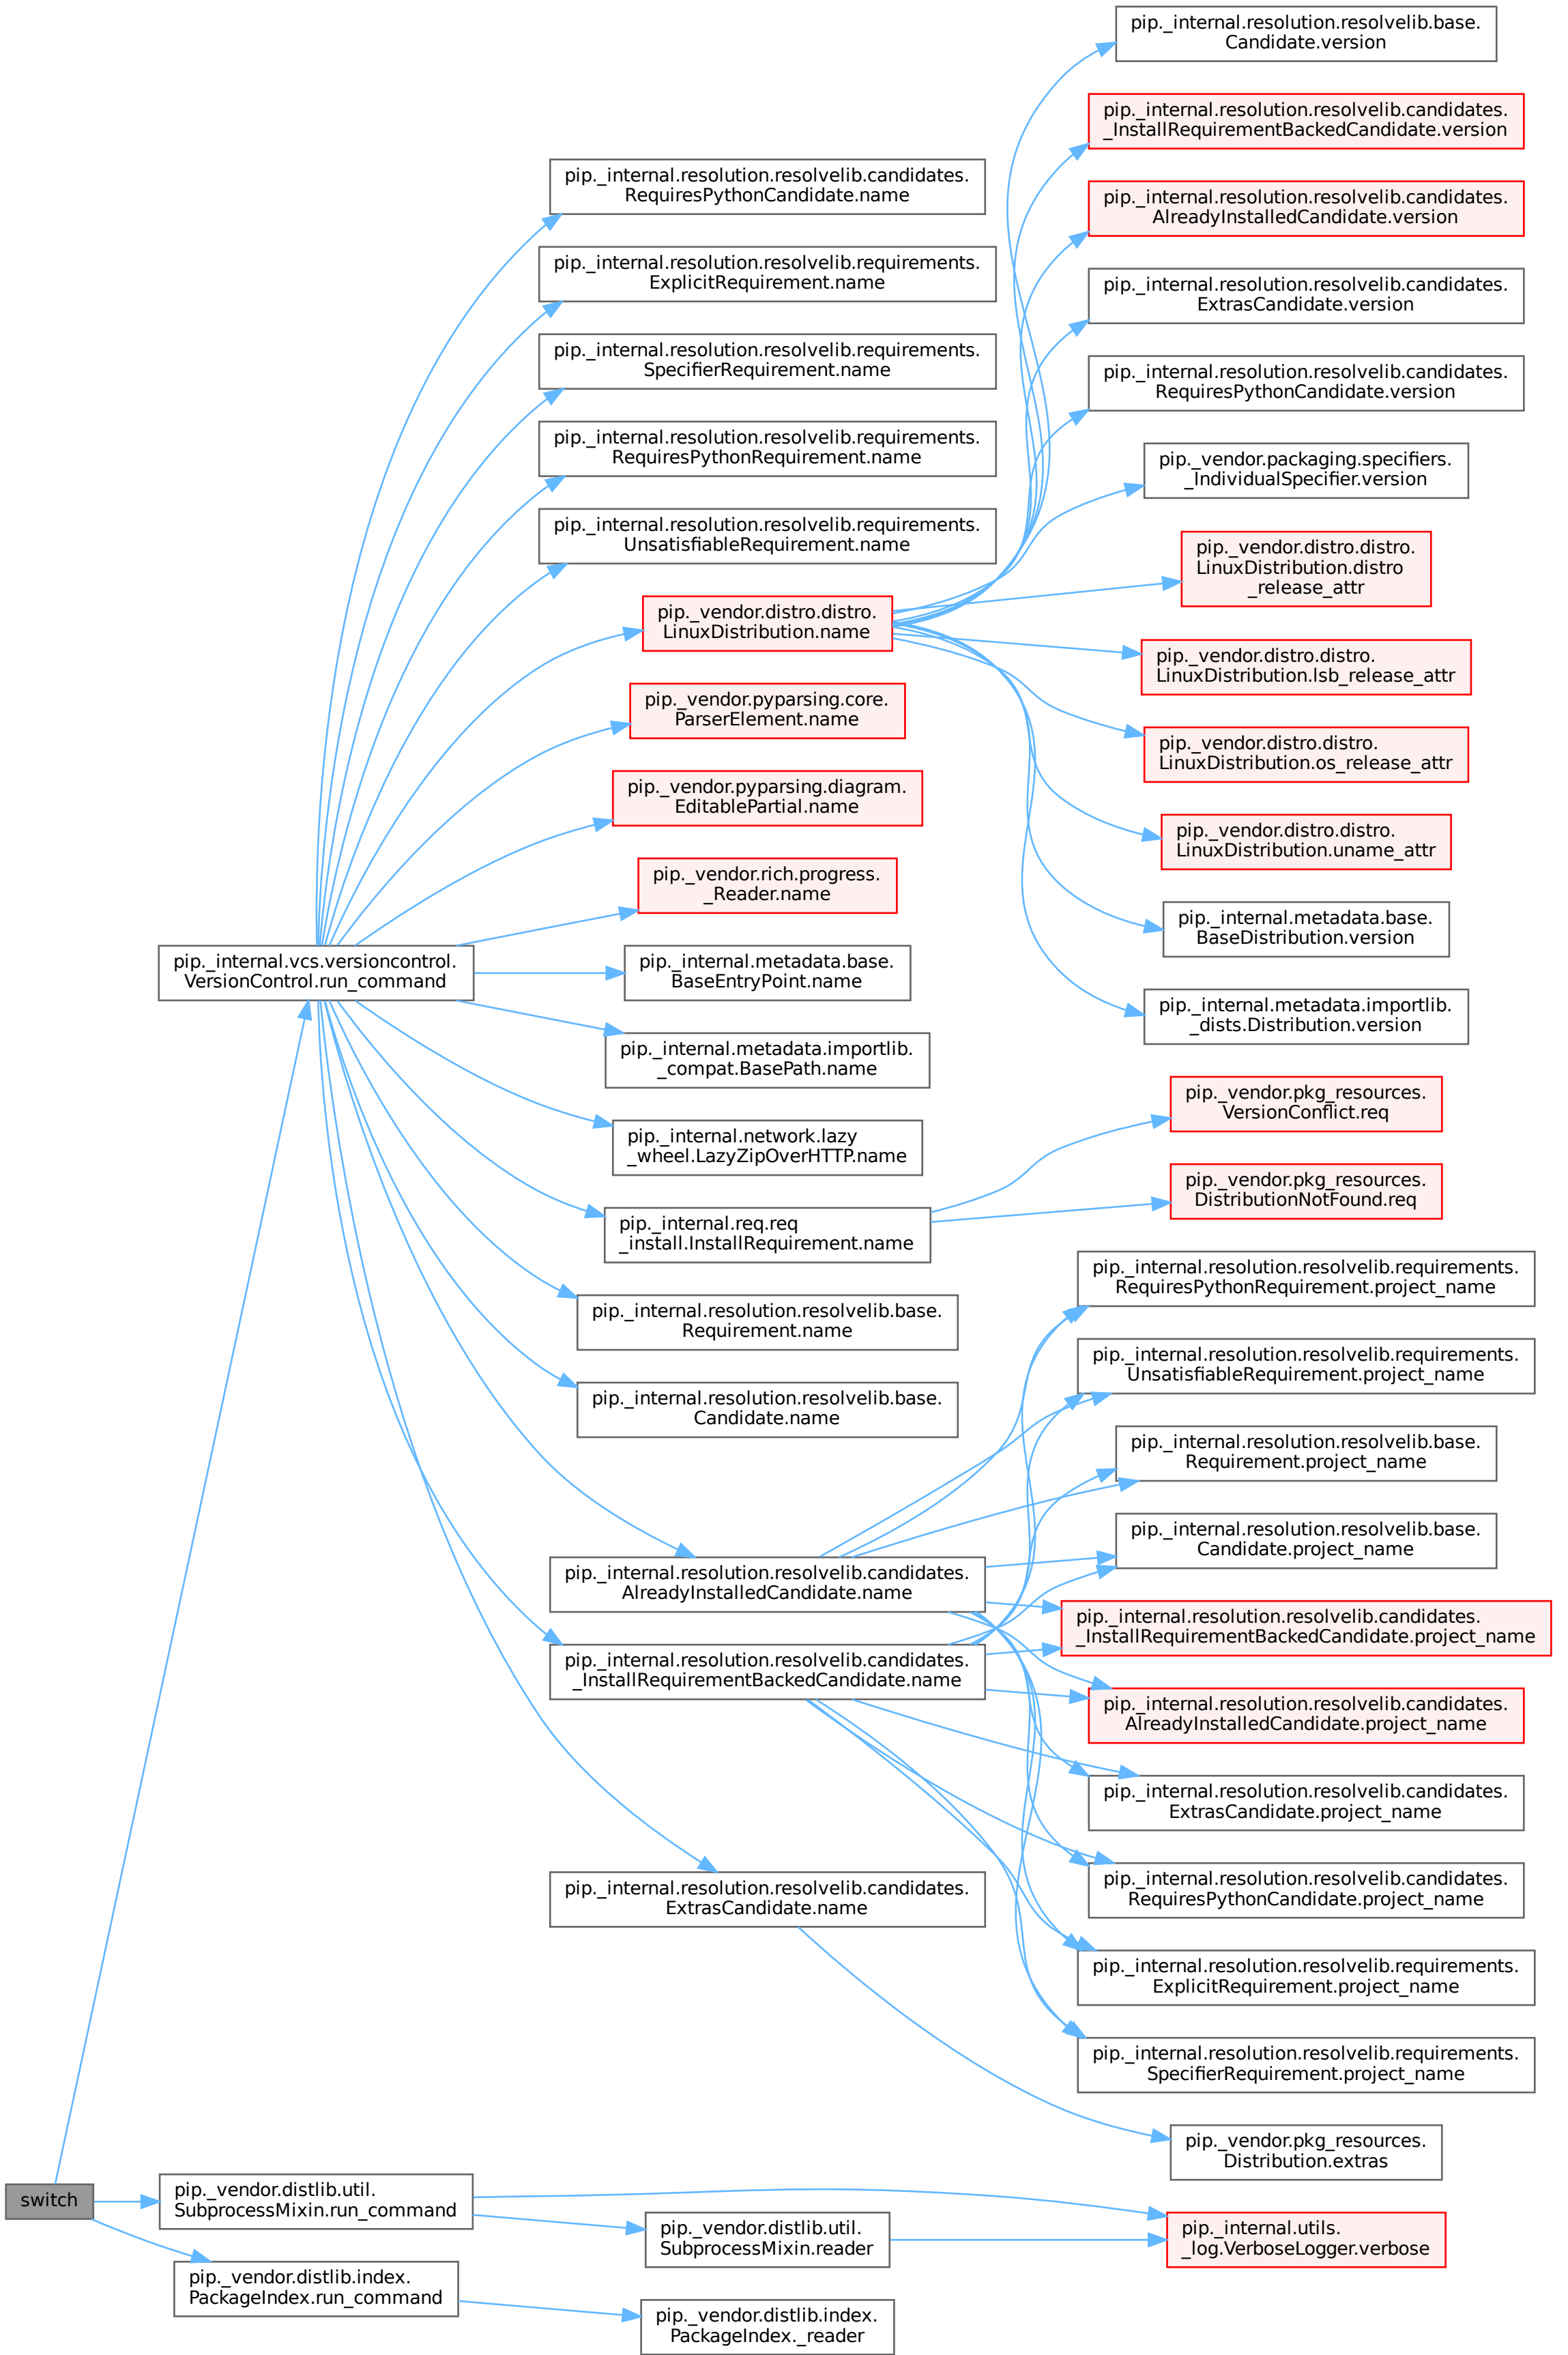 switch
pip._internal.vcs.versioncontrol.
VersionControl.run_command
pip._vendor.distlib.util.
SubprocessMixin.run_command
pip._vendor.distlib.index.
PackageIndex.run_command
pip._internal.resolution.resolvelib.candidates.
RequiresPythonCandidate.name
pip._internal.resolution.resolvelib.requirements.
ExplicitRequirement.name
pip._internal.resolution.resolvelib.requirements.
SpecifierRequirement.name
pip._internal.resolution.resolvelib.requirements.
RequiresPythonRequirement.name
pip._internal.resolution.resolvelib.requirements.
UnsatisfiableRequirement.name
pip._vendor.distro.distro.
LinuxDistribution.name
pip._vendor.pyparsing.core.
ParserElement.name
pip._vendor.pyparsing.diagram.
EditablePartial.name
pip._vendor.rich.progress.
_Reader.name
pip._internal.metadata.base.
BaseEntryPoint.name
pip._internal.metadata.importlib.
_compat.BasePath.name
pip._internal.network.lazy
_wheel.LazyZipOverHTTP.name
pip._internal.req.req
_install.InstallRequirement.name
pip._internal.resolution.resolvelib.base.
Requirement.name
pip._internal.resolution.resolvelib.base.
Candidate.name
pip._internal.resolution.resolvelib.candidates.
AlreadyInstalledCandidate.name
pip._internal.resolution.resolvelib.candidates.
_InstallRequirementBackedCandidate.name
pip._internal.resolution.resolvelib.candidates.
ExtrasCandidate.name
pip._vendor.distlib.util.
SubprocessMixin.reader
pip._vendor.distlib.index.
PackageIndex._reader
pip._internal.resolution.resolvelib.base.
Candidate.version
pip._internal.resolution.resolvelib.candidates.
_InstallRequirementBackedCandidate.version
pip._internal.resolution.resolvelib.candidates.
AlreadyInstalledCandidate.version
pip._internal.resolution.resolvelib.candidates.
ExtrasCandidate.version
pip._internal.resolution.resolvelib.candidates.
RequiresPythonCandidate.version
pip._vendor.packaging.specifiers.
_IndividualSpecifier.version
pip._vendor.distro.distro.
LinuxDistribution.distro
_release_attr
pip._vendor.distro.distro.
LinuxDistribution.lsb_release_attr
pip._vendor.distro.distro.
LinuxDistribution.os_release_attr
pip._vendor.distro.distro.
LinuxDistribution.uname_attr
pip._internal.metadata.base.
BaseDistribution.version
pip._internal.metadata.importlib.
_dists.Distribution.version
pip._vendor.pkg_resources.
VersionConflict.req
pip._vendor.pkg_resources.
DistributionNotFound.req
pip._internal.resolution.resolvelib.requirements.
RequiresPythonRequirement.project_name
pip._internal.resolution.resolvelib.requirements.
UnsatisfiableRequirement.project_name
pip._internal.resolution.resolvelib.base.
Requirement.project_name
pip._internal.resolution.resolvelib.base.
Candidate.project_name
pip._internal.resolution.resolvelib.candidates.
_InstallRequirementBackedCandidate.project_name
pip._internal.resolution.resolvelib.candidates.
AlreadyInstalledCandidate.project_name
pip._internal.resolution.resolvelib.candidates.
ExtrasCandidate.project_name
pip._internal.resolution.resolvelib.candidates.
RequiresPythonCandidate.project_name
pip._internal.resolution.resolvelib.requirements.
ExplicitRequirement.project_name
pip._internal.resolution.resolvelib.requirements.
SpecifierRequirement.project_name
pip._vendor.pkg_resources.
Distribution.extras
pip._internal.utils.
_log.VerboseLogger.verbose